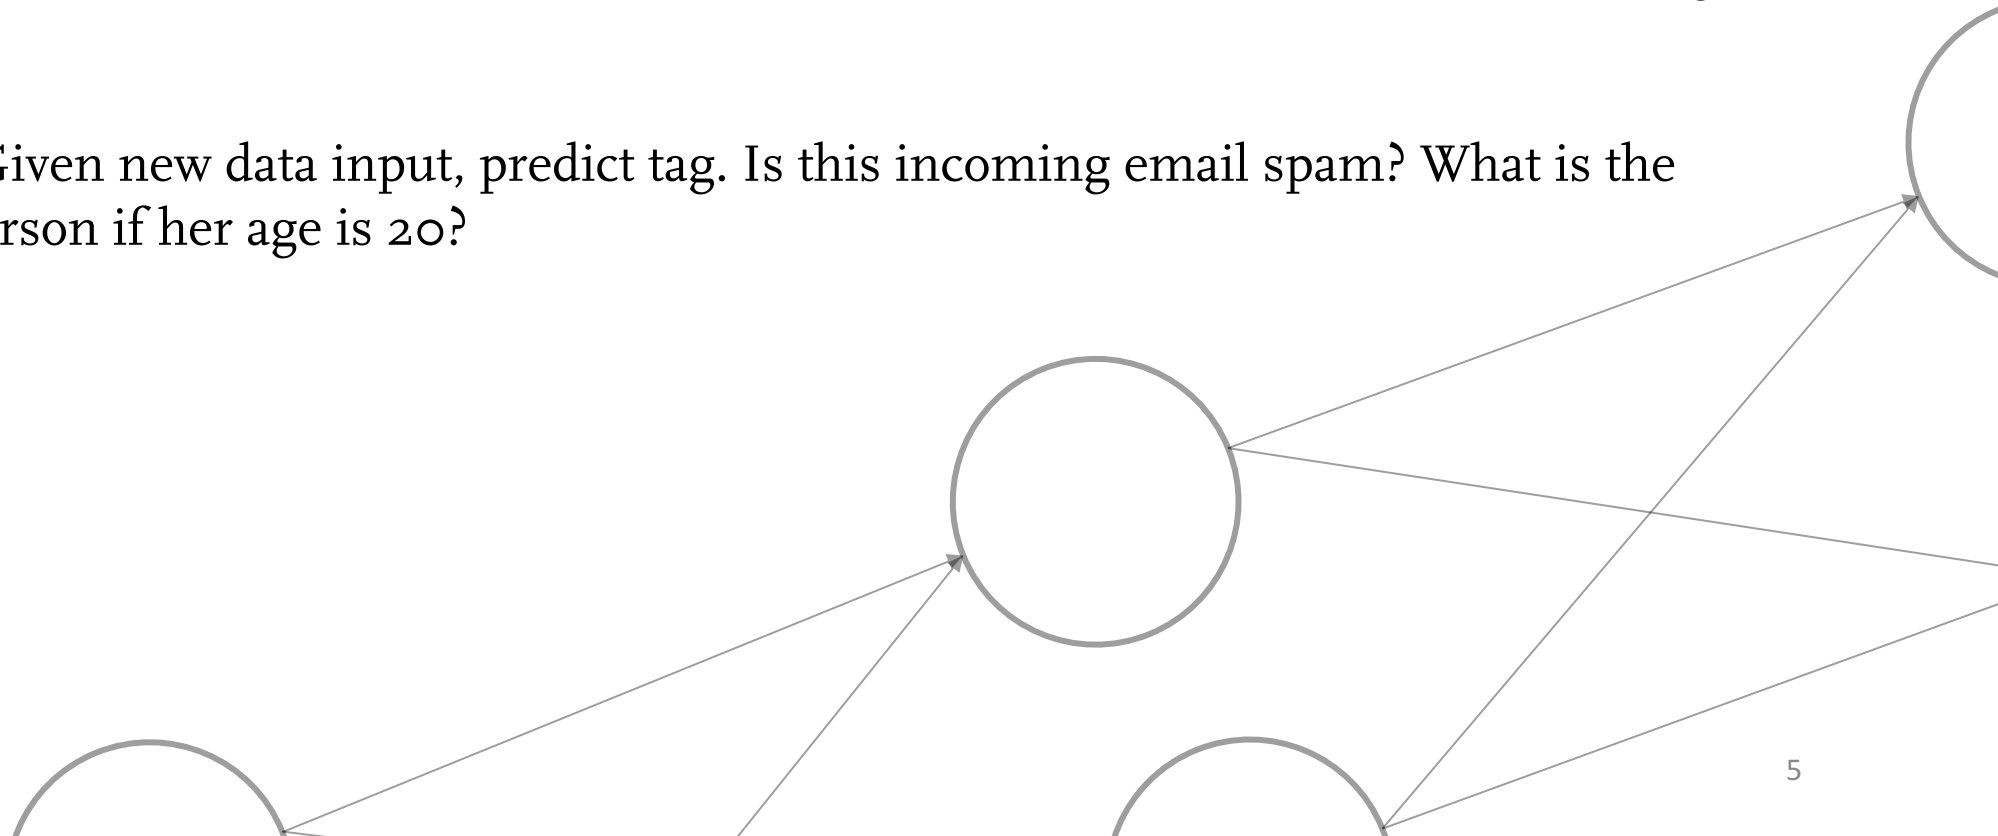 Given new data input, predict tag. Is this incoming email spam? What is the
rson if her age is 20?
5